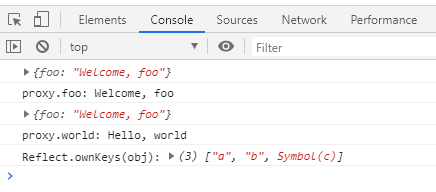 Elements Console Sources Network Performance
top Filter
{foo: "Welcome, foo"}
proxy.foo: Welcome, foo
{foo: "Welcome, foo"}
proxy.world: Hello, world
Reflect.ownKeys(obj): (3) ["a", "b", Symbol(c)]